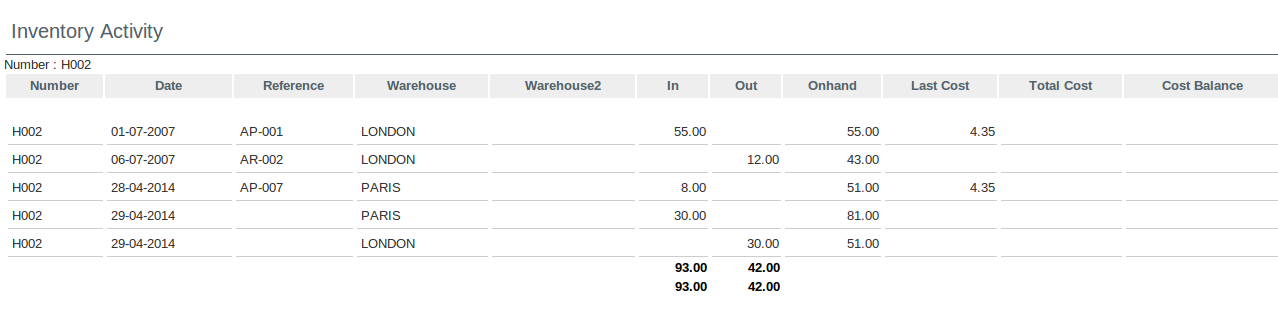 Inventory Activity
Number : H002
Number Date Reference Warehouse Warehouse2 In Out Onhand Last Cost Total Cost Cost Balance
H002 01-07-2007 AP-001 LONDON 55.00 55.00 4.35
H002 06-07-2007 AR-002 LONDON 12.00 43.00
H002 28-04-2014 AP-007 PARIS 8.00 51.00 4.35
H002 29-04-2014 PARIS 30.00 81.00
H002 29-04-2014 LONDON 30.00 51.00
93.00 42.00
93.00 42.00